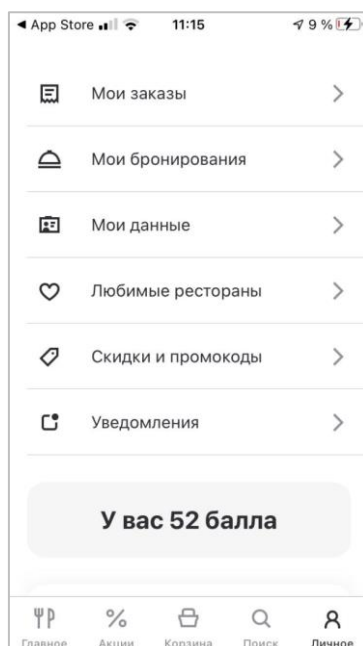 ◀ App Store 11:15 9 %
Мои заказы
Мои бронирования
Мои данные
Любимые рестораны
Скидки и промокоды
Уведомления
У вас 52 балла
Главное Акции Корзина Поиск Личное